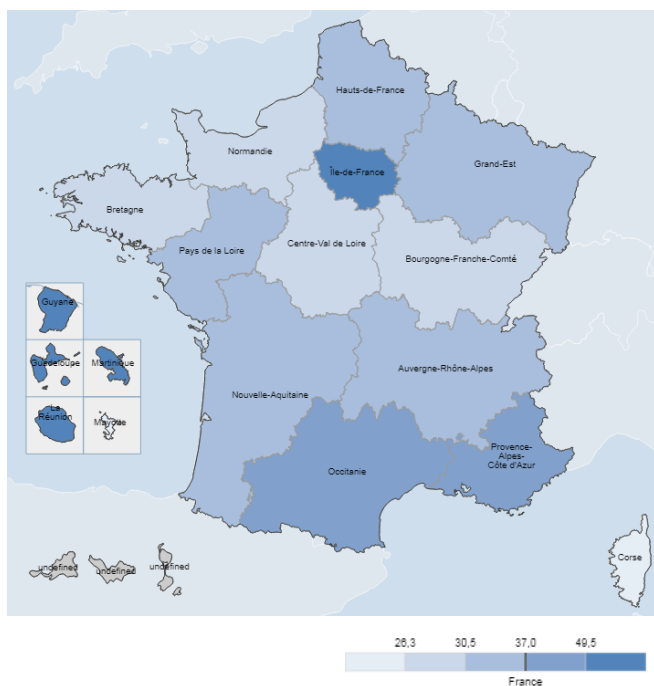 Hauts-de-France
Normandie
Grand-Est
Île-de-France
Bretagne
Centre-Val de Loire
Pays de la Loire
Bourgogne-Franche-Comté
Guyane
Guadeloupe
Martinique
La
Réunion
Mayotte
Auvergne-Rhône-Alpes
Nouvelle-Aquitaine
Provence-
Alpes-
Côte d'Azur
Occitanie
Corse
undefined
undefined
undefined
26,3 30,5 37,0 49,5
France